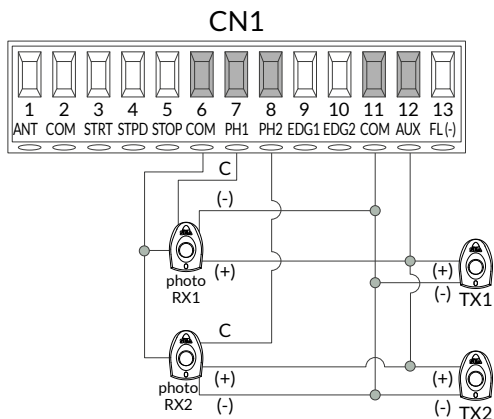 CN1
1 2 3 4 5 6 7 8 9 10 11 12 13
ANT COM STRT STPD STOP COM PH1 PH2 EDG1 EDG2 COM AUX FL (-)
C
(-)
(+)
photo
RX1
(+)
(-) TX1
C
photo
RX2
(+)
(-)
(+)
(-) TX2